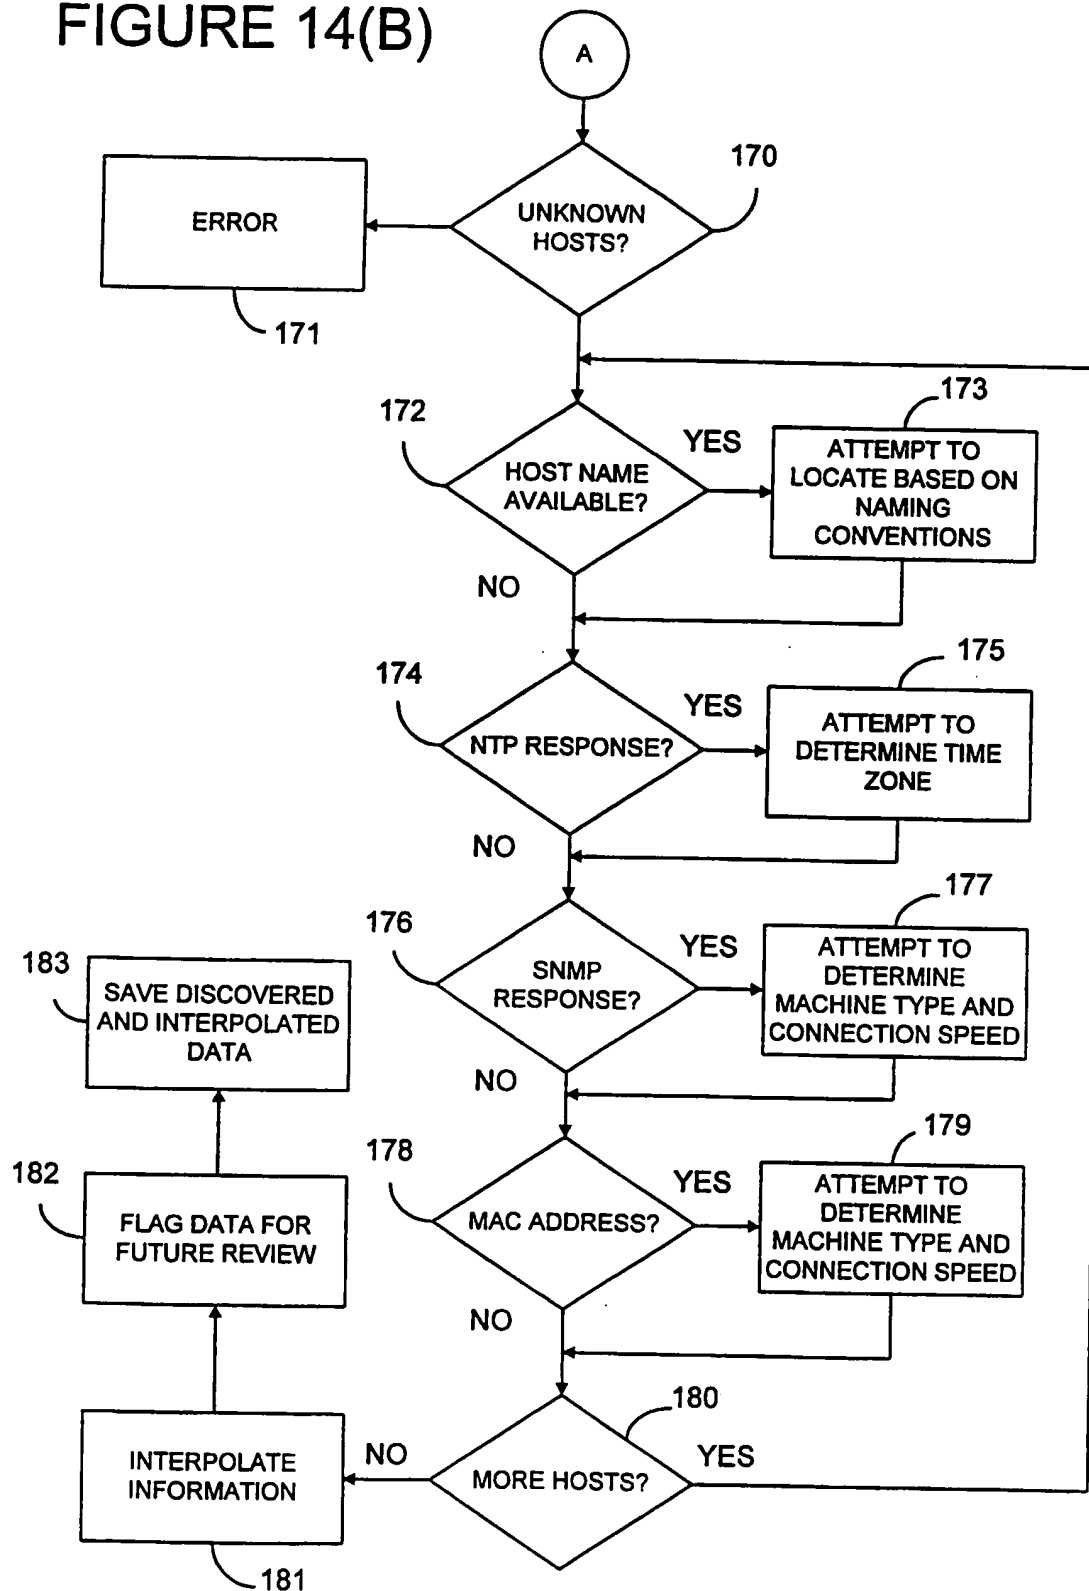 FIGURE 14(B)
A
170
UNKNOWN
HOSTS?
ERROR
171
172
HOST NAME
AVAILABLE?
YES
173
ATTEMPT TO
LOCATE BASED ON
NAMING
CONVENTIONS
NO
174
NTP RESPONSE?
YES
175
ATTEMPT TO
DETERMINE TIME
ZONE
NO
176
SNMP
RESPONSE?
YES
177
ATTEMPT TO
DETERMINE
MACHINE TYPE AND
CONNECTION SPEED
NO
178
MAC ADDRESS?
YES
179
ATTEMPT TO
DETERMINE
MACHINE TYPE AND
CONNECTION SPEED
NO
180
MORE HOSTS?
YES
NO
INTERPOLATE
INFORMATION
181
182
FLAG DATA FOR
FUTURE REVIEW
183
SAVE DISCOVERED
AND INTERPOLATED
DATA